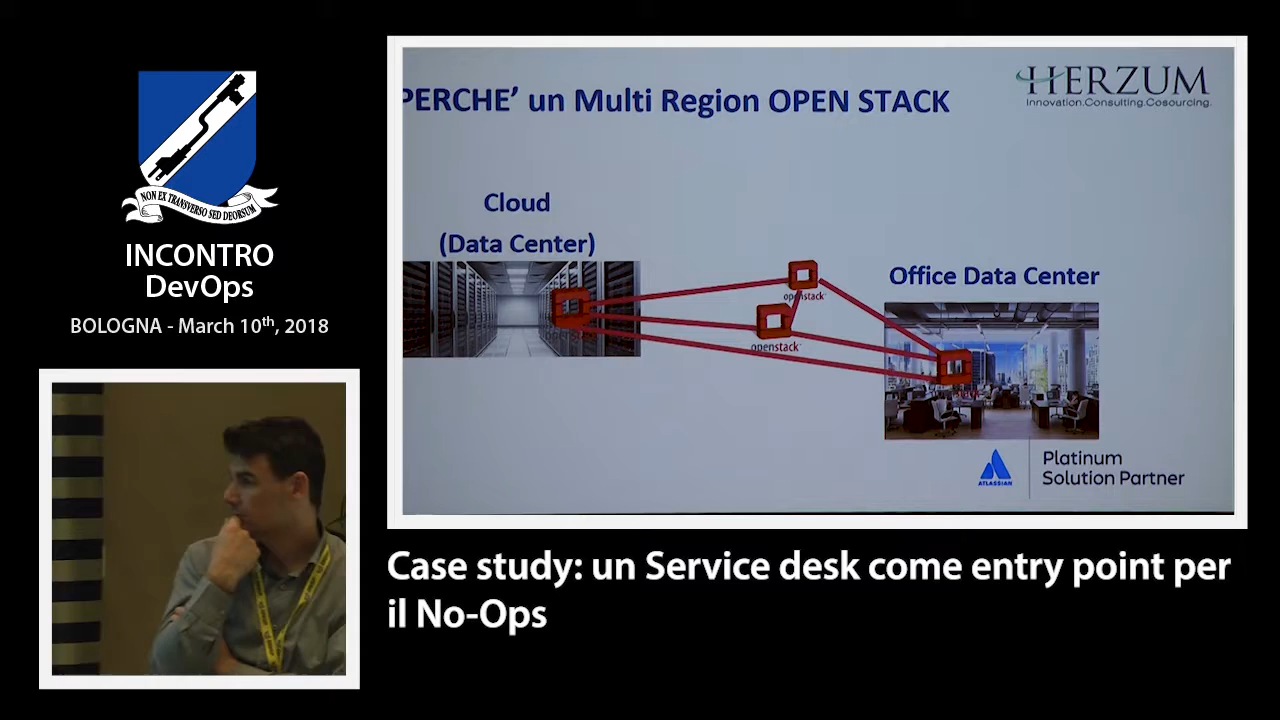 NON EX TRANSVERSO SED DEORSUM
INCONTRO
DevOps
BOLOGNA - March 10th, 2018
PERCHE’ un Multi Region OPEN STACK
HERZUM
Innovation.Consulting.Cosourcing.
Cloud
(Data Center)
openstack
openstack
Office Data Center
ATLASSIAN
Platinum
Solution Partner
Case study: un Service desk come entry point per
il No-Ops